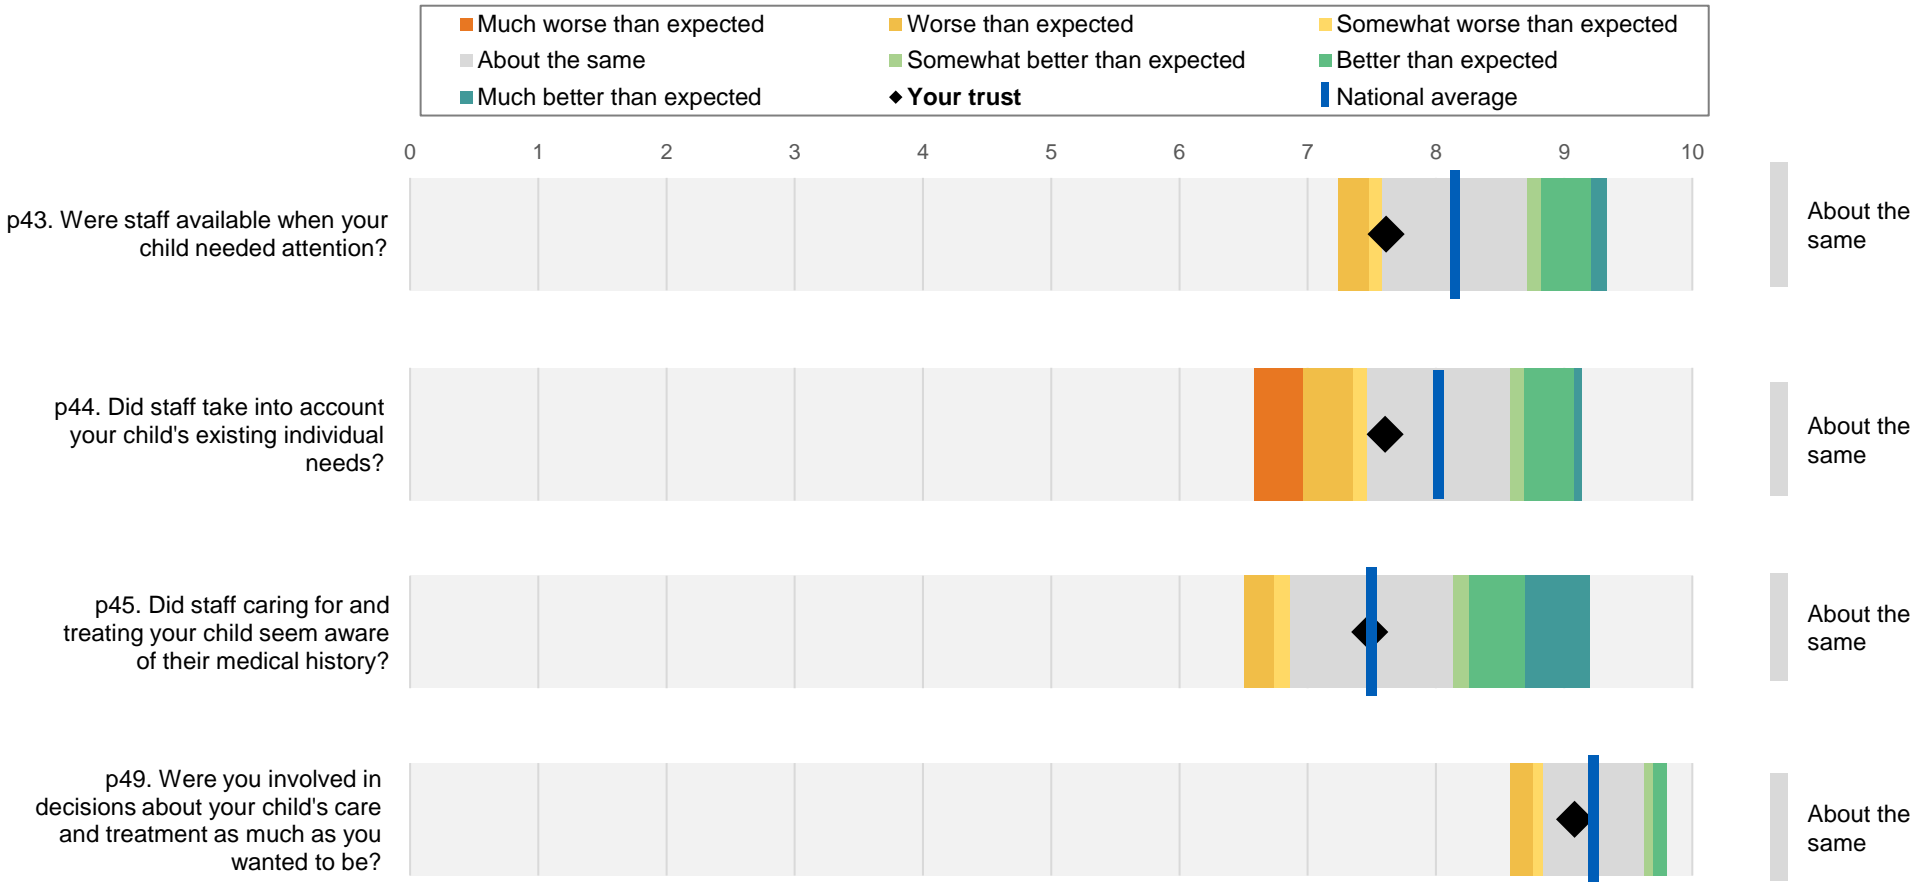 Much worse than expected
Worse than expected
Somewhat worse than expected
About the same
Somewhat better than expected
Better than expected
Much better than expected
Your trust
National average
0 1 2 3 4 5 6 7 8 9 10
p43. Were staff available when your
child needed attention?
About the
same
p44. Did staff take into account
your child's existing individual
needs?
About the
same
p45. Did staff caring for and
treating your child seem aware
of their medical history?
About the
same
p49. Were you involved in
decisions about your child's care
and treatment as much as you
wanted to be?
About the
same